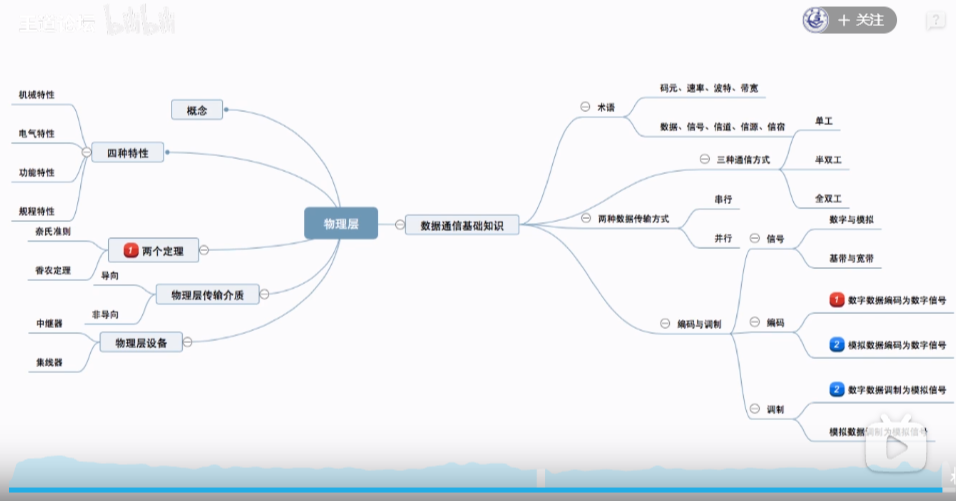 bilibili
+ 关注
?
物理层
概念
四种特性
机械特性
电气特性
功能特性
规程特性
1 两个定理
奈氏准则
香农定理
物理层传输介质
导向
非导向
物理层设备
中继器
集线器
数据通信基础知识
术语
码元、速率、波特、带宽
数据、信号、信道、信源、信宿
三种通信方式
单工
半双工
全双工
两种数据传输方式
串行
并行
编码与调制
信号
数字与模拟
基带与宽带
编码
1 数字数据编码为数字信号
2 模拟数据编码为数字信号
调制
2 数字数据调制为模拟信号
模拟数据调制为模拟信号